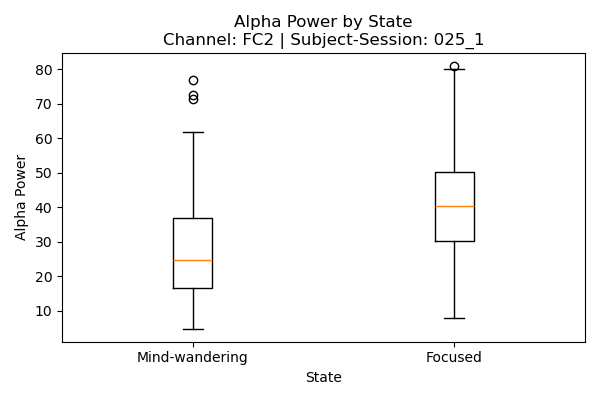 Alpha Power by State
Channel: FC2 | Subject-Session: 025_1
80
70
60
50
40
30
20
10
Alpha Power
Mind-wandering
Focused
State